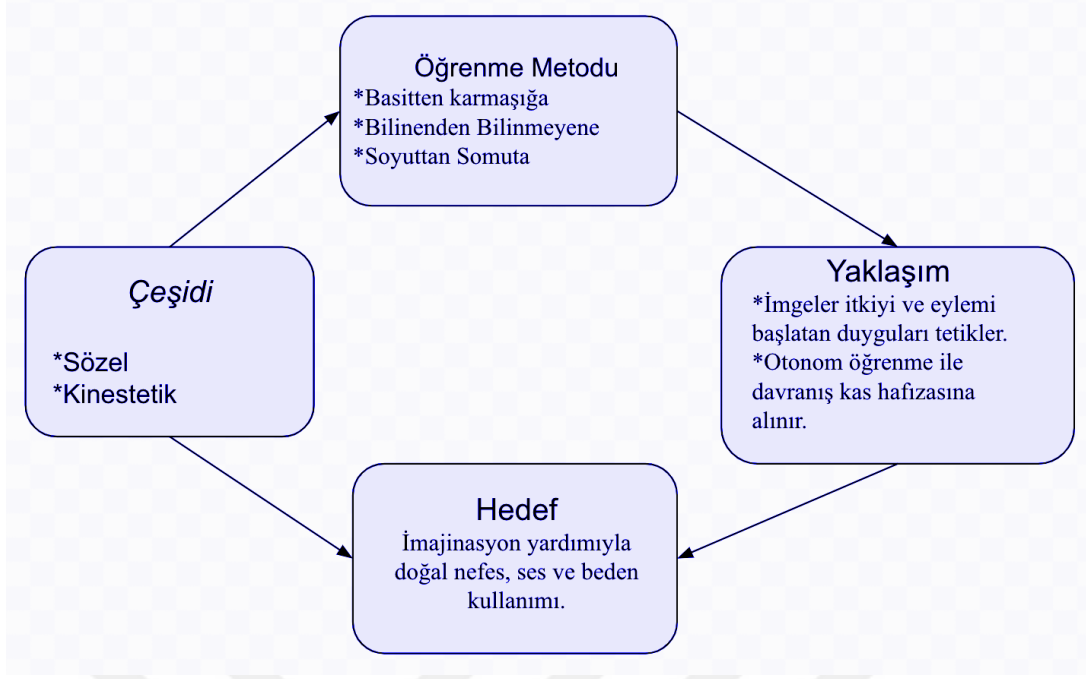 Öğrenme Metodu
*Basitten karmaşığa
*Bilinenden Bilinmeyene
*Soyuttan Somuta
Çeşidi
*Sözel
*Kinestetik
Yaklaşım
*İmgeler itkiyi ve eylemi
başlatan duyguları tetikler.
*Otonom öğrenme ile
davranış kas hafızasına
alınır.
Hedef
İmajinasyon yardımıyla
doğal nefes, ses ve beden
kullanımı.